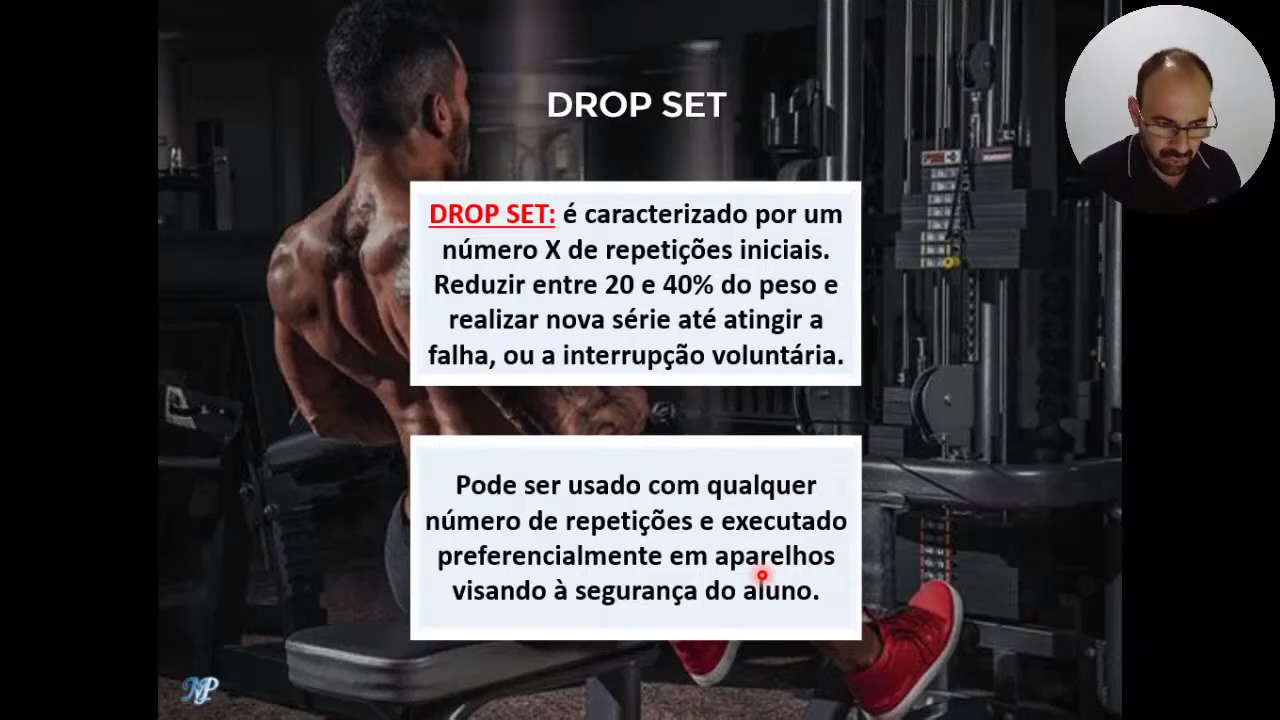 DROP SET
DROP SET: é caracterizado por um
número X de repetições iniciais.
Reduzir entre 20 e 40% do peso e
realizar nova série até atingir a
falha, ou a interrupção voluntária.
Pode ser usado com qualquer
número de repetições e executado
preferencialmente em aparelhos
visando à segurança do aluno.
MP